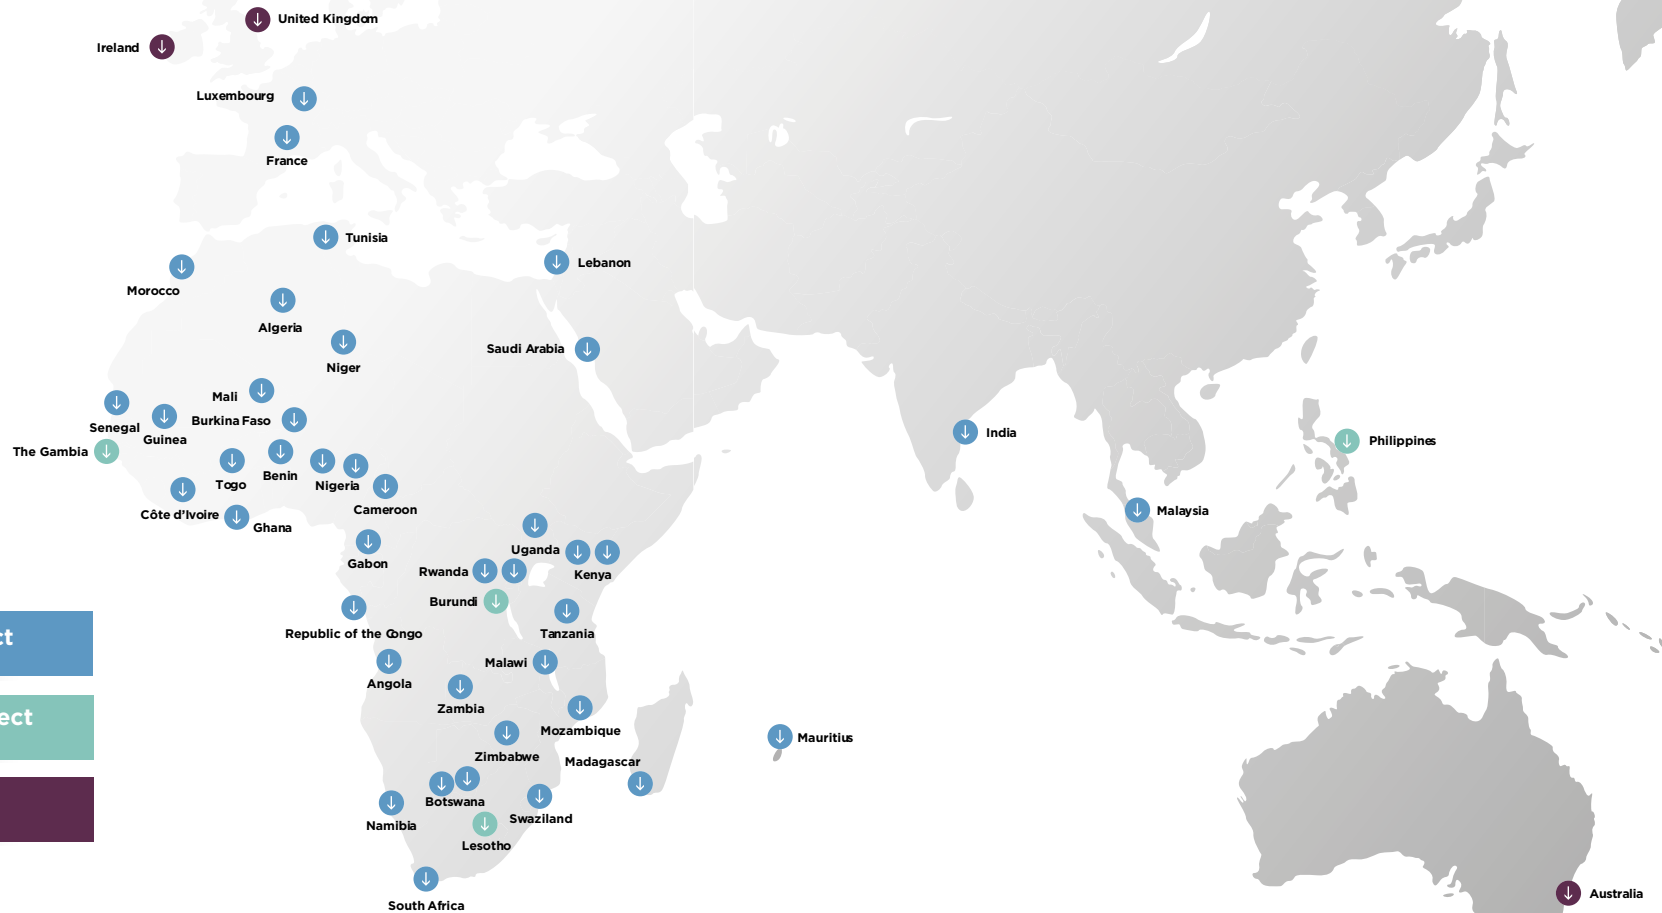 United Kingdom
Ireland
Luxembourg
France
Tunisia
Lebanon
Morocco
Algeria
Saudi Arabia
Niger
Mali
Senegal
Burkina Faso
Guinea
The Gambia
India
Philippines
Benin
Togo
Nigeria
Côte d'Ivoire
Cameroon
Malaysia
Ghana
Uganda
Gabon
Rwanda
Kenya
Burundi
Republic of the Congo
Tanzania
ct
Malawi
Angola
Zambia
ect
Mozambique
Mauritius
Zimbabwe
Madagascar
Botswana
Swaziland
Namibia
Lesotho
Australia
South Africa